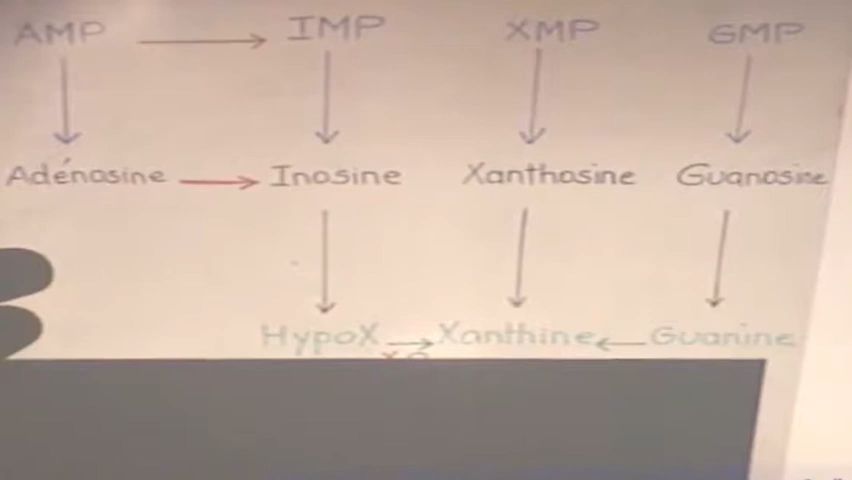 AMP → IMP XMP GMP
Adénosine → Inosine Xanthosine Guanosine
HypoX → Xanthine ← Guanine